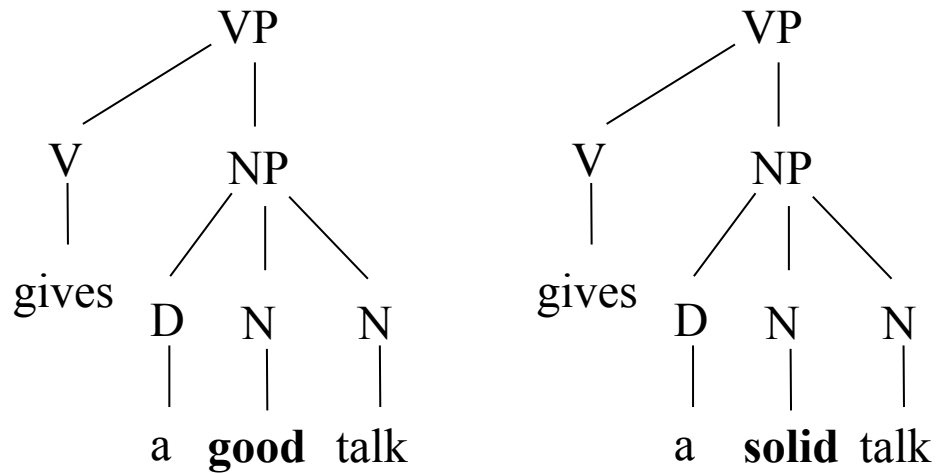 VP VP
V NP V NP
gives gives
D N N D N N
a good talk a solid talk